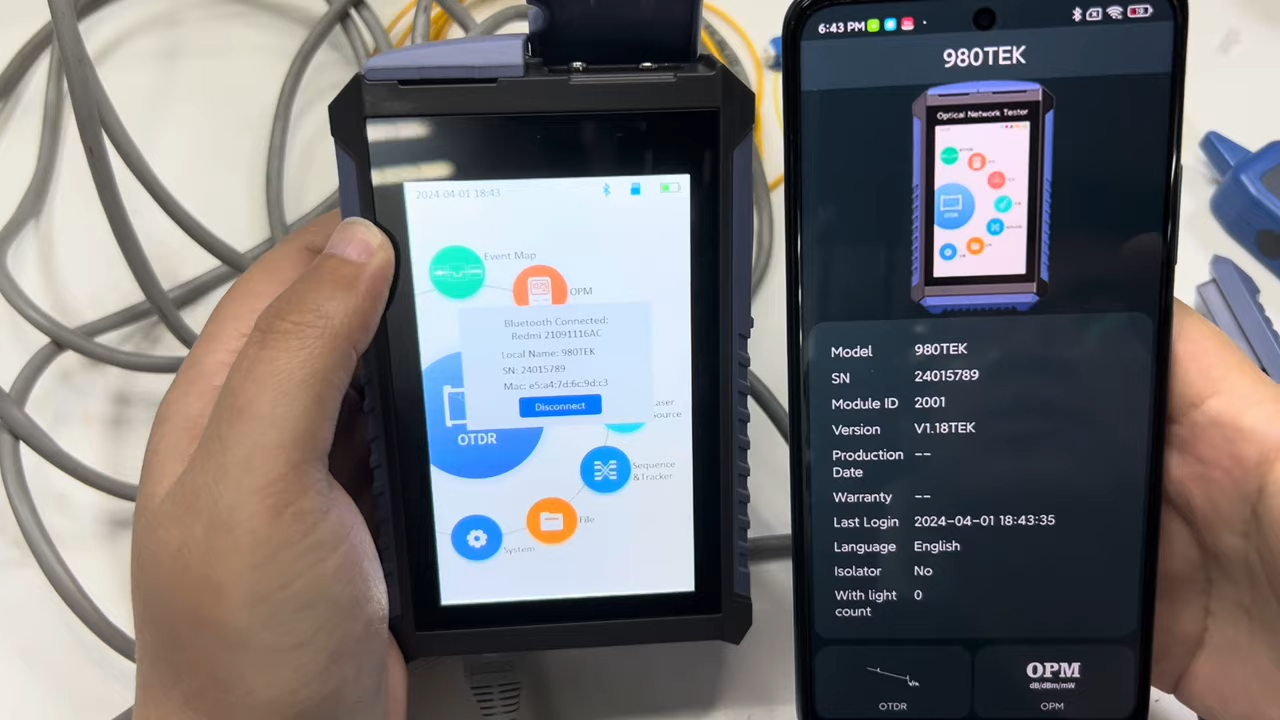 2024-04-01 18:43
Event Map
OPM
Bluetooth Connected:
Redmi 21091116AC
Local Name: 980TEK
SN: 24015789
Mac: e5:a4:7d:6c:9d:c3
Disconnect
OTDR
Source
Sequence
&Tracker
File
System
6:43 PM
980TEK
Optical Network Tester
OTDR
Model 980TEK
SN 24015789
Module ID 2001
Version V1.18TEK
Production
Date --
Warranty --
Last Login 2024-04-01 18:43:35
Language English
Isolator No
With light
count 0
OTDR
OPM
dB/dBm/mW
OPM